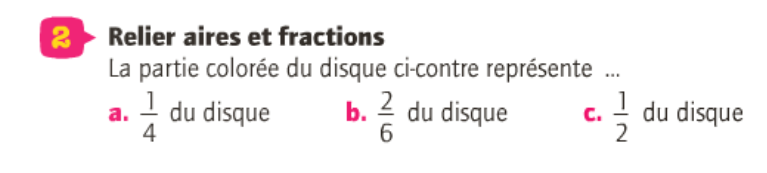 2 Relier aires et fractions
La partie colorée du disque ci-contre représente ...
a. 1/4 du disque b. 2/6 du disque c. 1/2 du disque